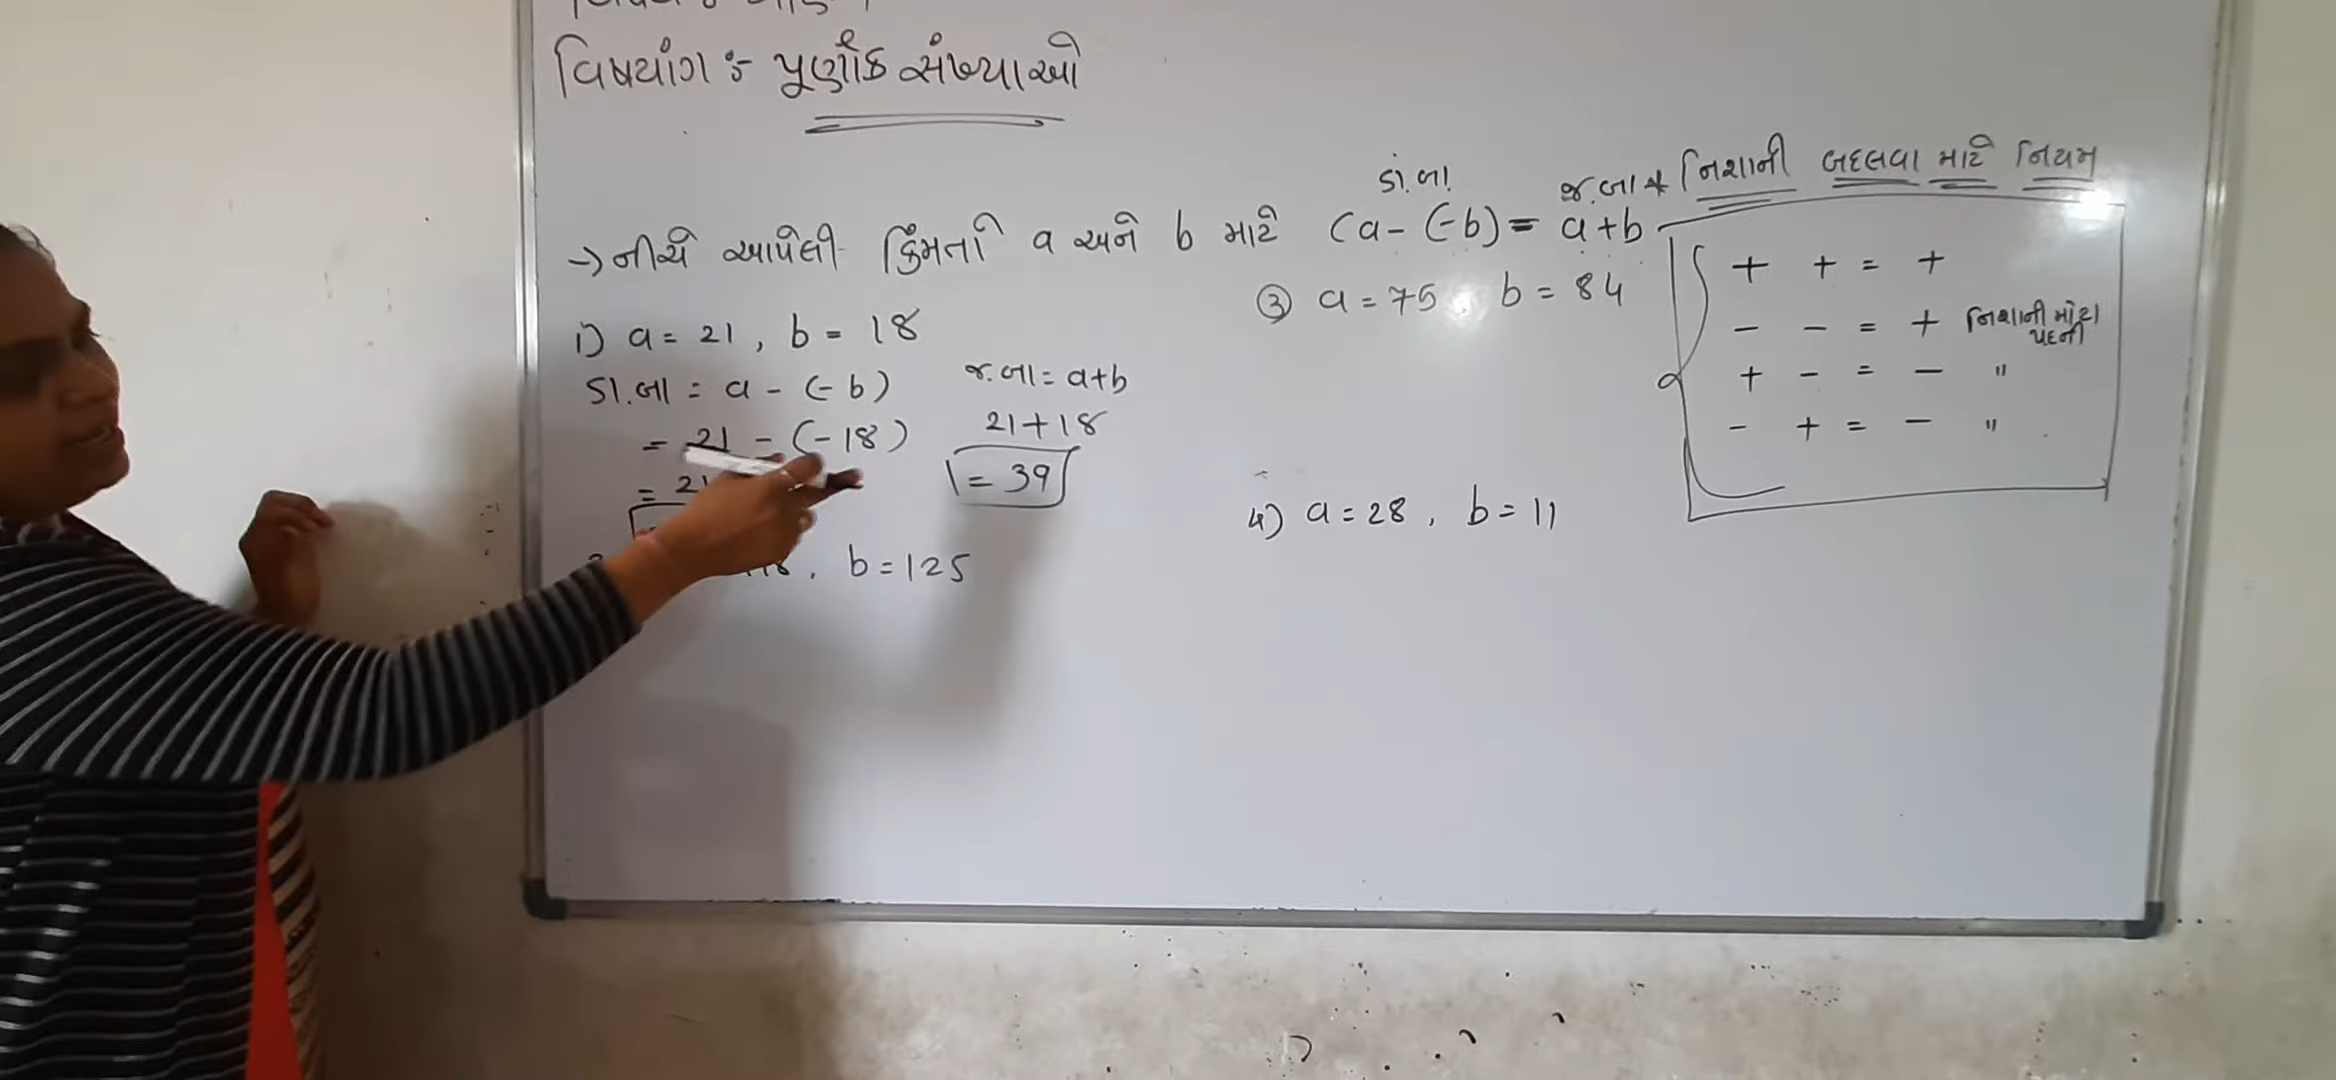 વિષયાંગ :- પૂર્ણાંક સંખ્યાઓ
→ નીચે આપેલી કિંમતો a અને b માટે (a - (-b) = a+b
ડા.બા. જ.બા
i) a = 21 , b = 18
ડા.બા = a - (- b)
= 21 - (- 18)
= 21
જ.બા = a+b
21 + 18
= 39
, b = 125
③ a = 75 , b = 84
4) a = 28 , b = 11
* નિશાની બદલવા માટે નિયમ
+ + = +
- - = + નિશાની મોટા પદની
+ - = - "
- + = - "